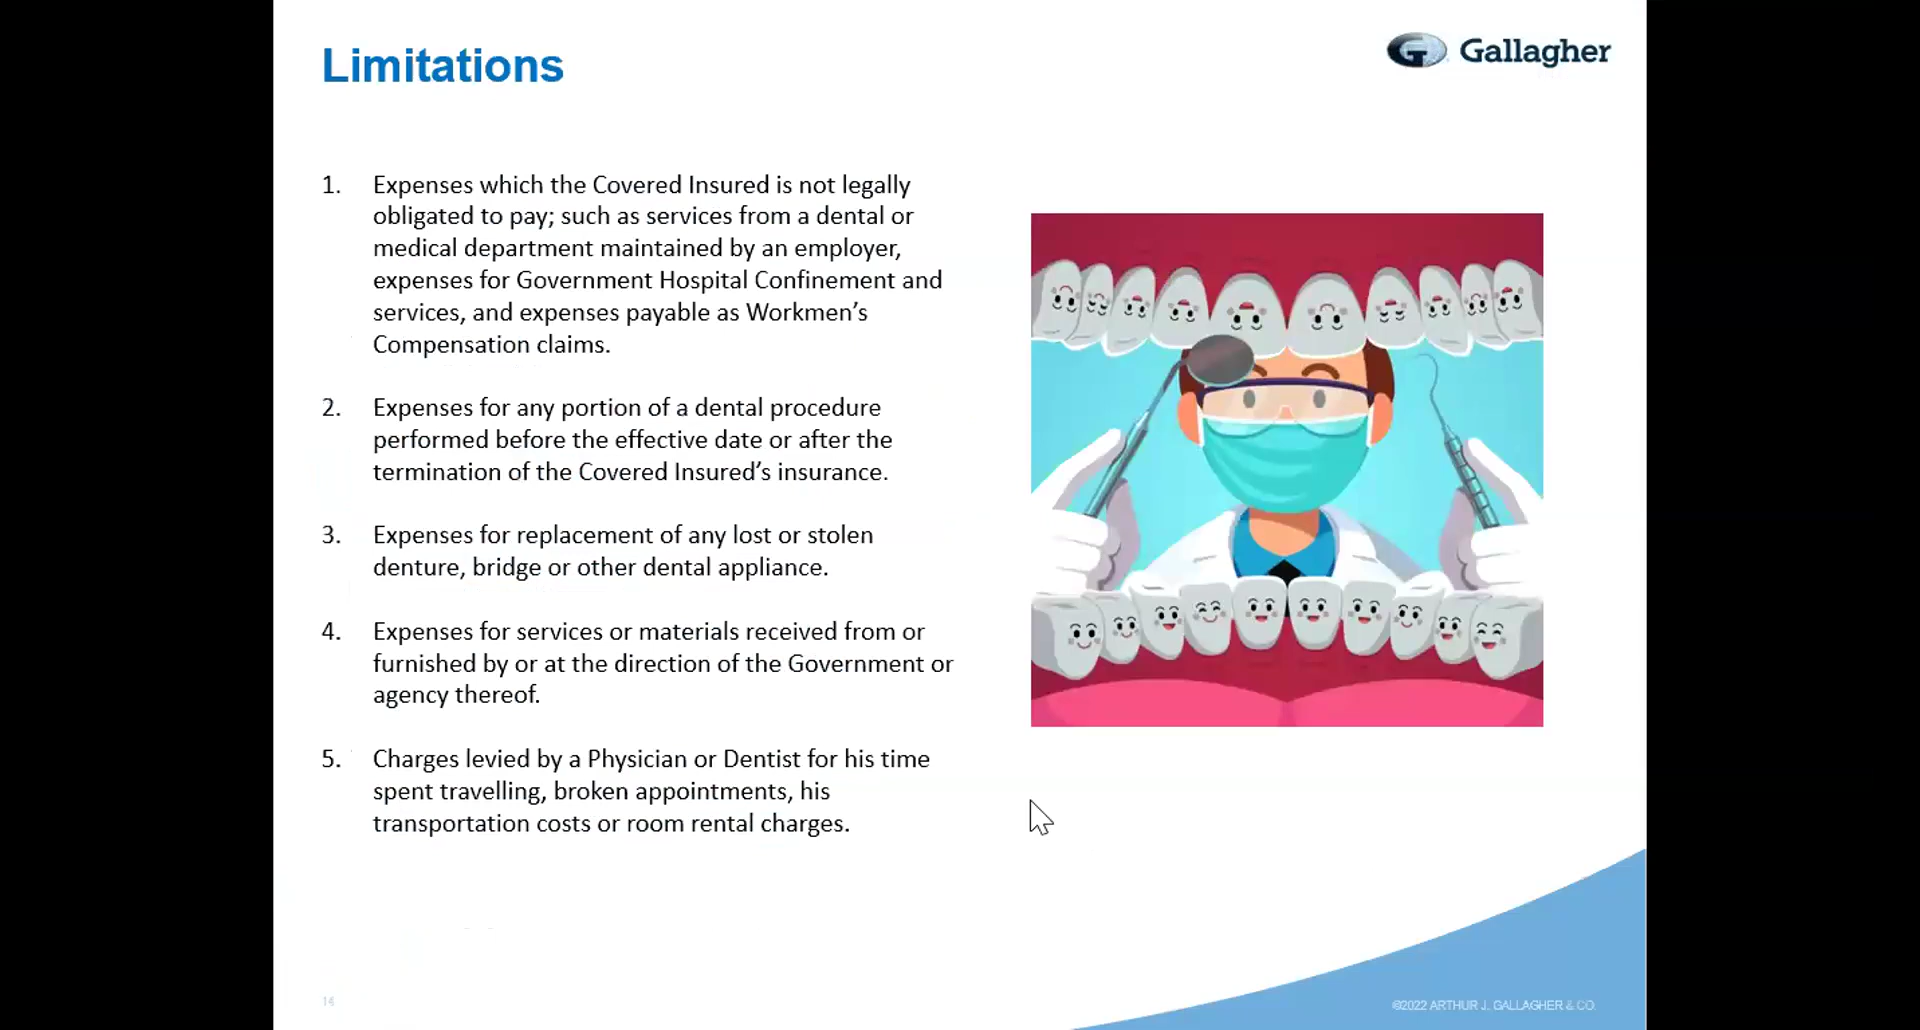 Limitations
Gallagher
1. Expenses which the Covered Insured is not legally
obligated to pay; such as services from a dental or
medical department maintained by an employer,
expenses for Government Hospital Confinement and
services, and expenses payable as Workmen’s
Compensation claims.
2. Expenses for any portion of a dental procedure
performed before the effective date or after the
termination of the Covered Insured’s insurance.
3. Expenses for replacement of any lost or stolen
denture, bridge or other dental appliance.
4. Expenses for services or materials received from or
furnished by or at the direction of the Government or
agency thereof.
5. Charges levied by a Physician or Dentist for his time
spent travelling, broken appointments, his
transportation costs or room rental charges.
14
©2022 ARTHUR J. GALLAGHER & CO.